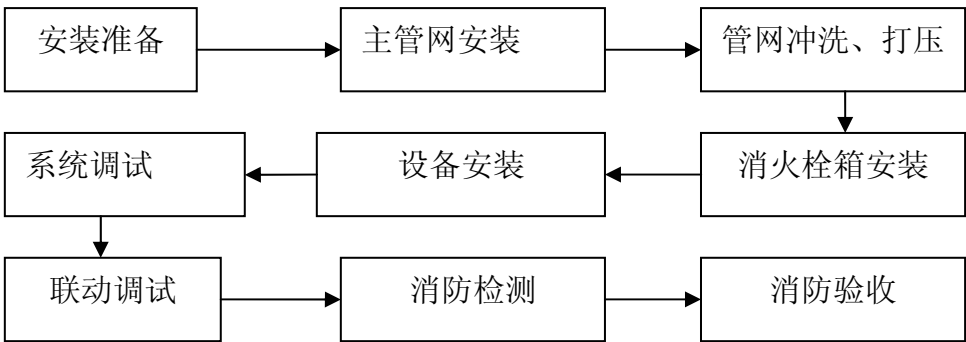 安装准备
主管网安装
管网冲洗、打压
系统调试
设备安装
消火栓箱安装
联动调试
消防检测
消防验收